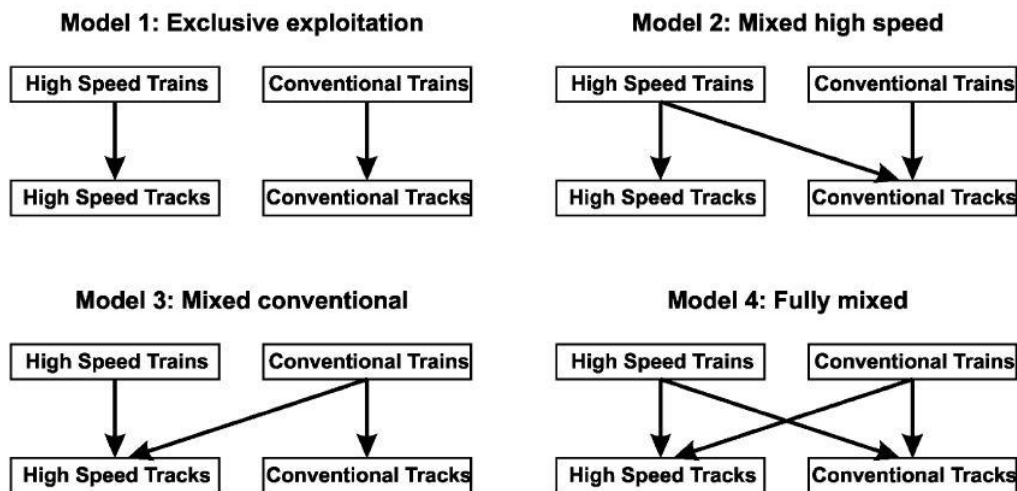 Model 1: Exclusive exploitation
High Speed Trains
Conventional Trains
High Speed Tracks
Conventional Tracks
Model 2: Mixed high speed
High Speed Trains
Conventional Trains
High Speed Tracks
Conventional Tracks
Model 3: Mixed conventional
High Speed Trains
Conventional Trains
High Speed Tracks
Conventional Tracks
Model 4: Fully mixed
High Speed Trains
Conventional Trains
High Speed Tracks
Conventional Tracks